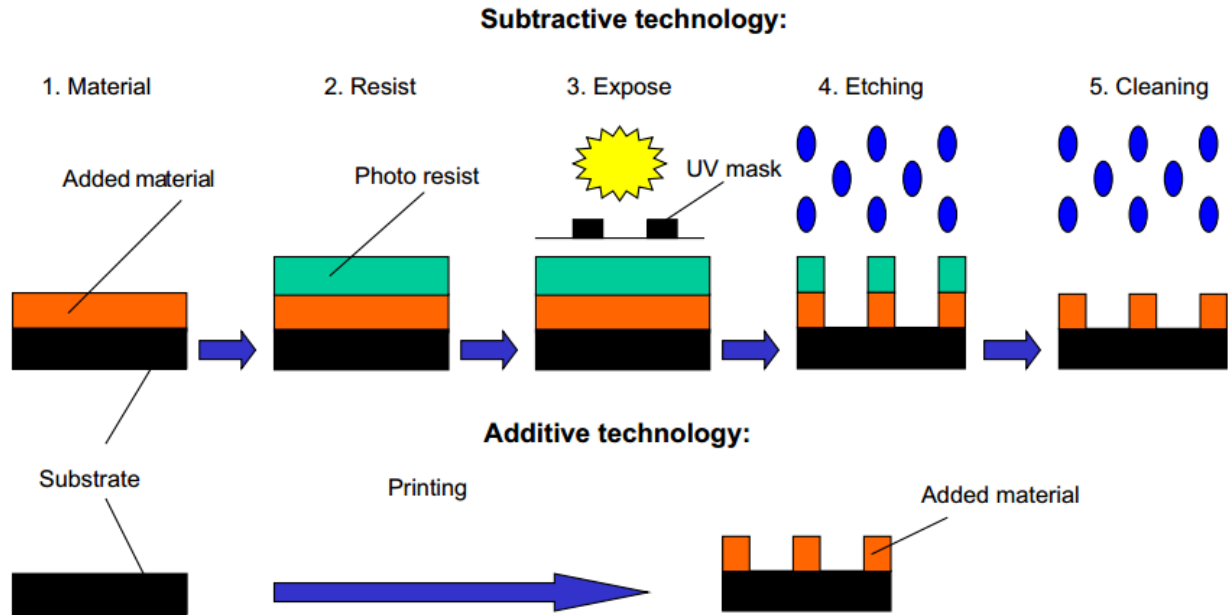 Subtractive technology:
1. Material
2. Resist
3. Expose
4. Etching
5. Cleaning
Added material
Photo resist
UV mask
Additive technology:
Substrate
Printing
Added material